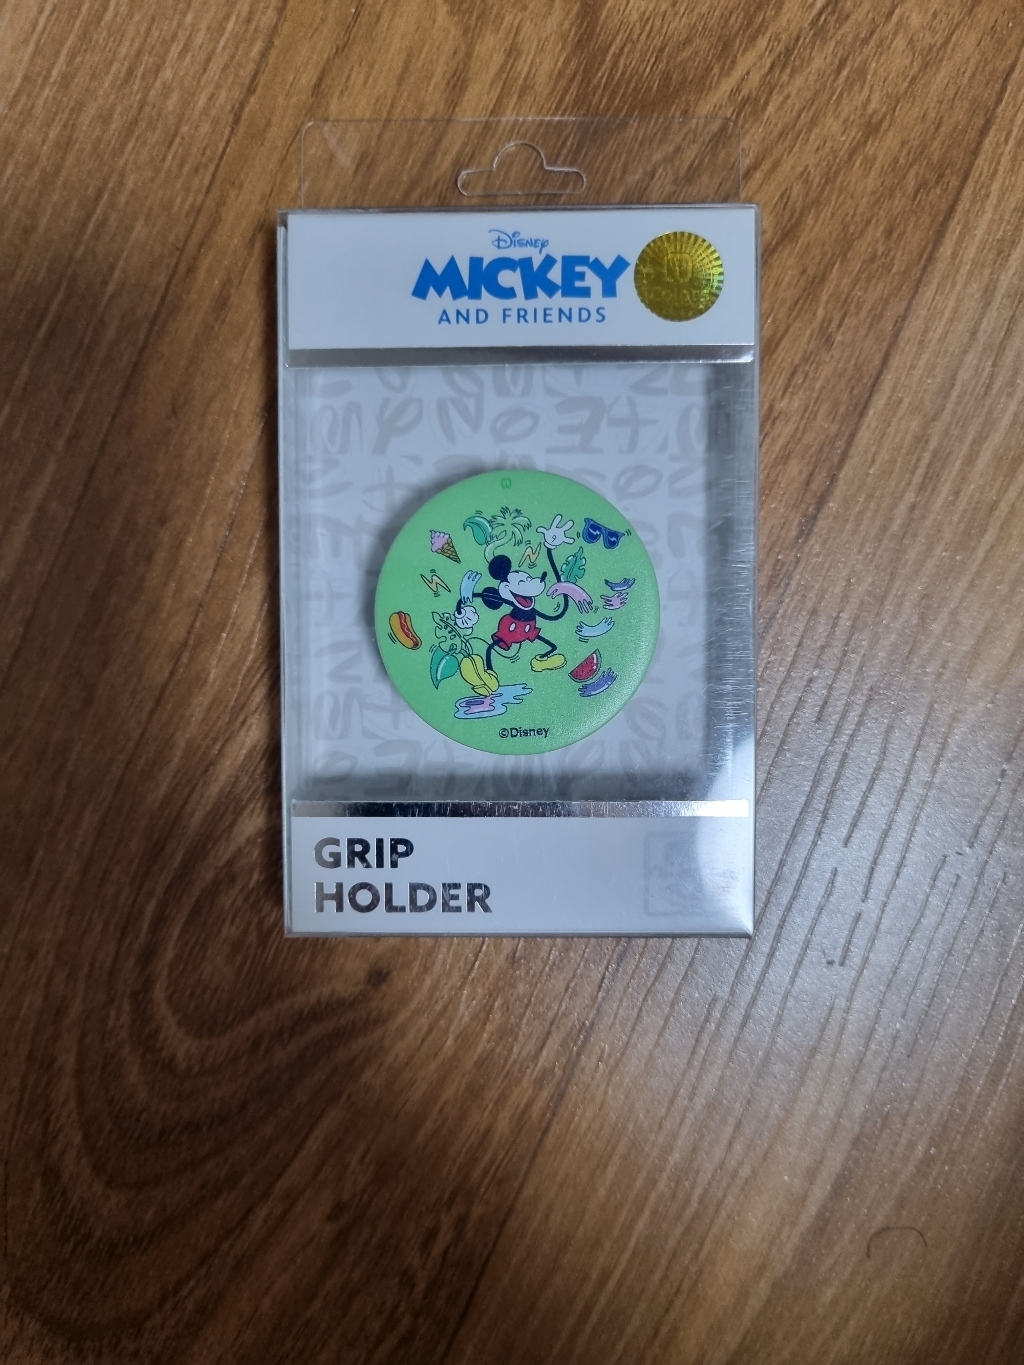 Disney
MICKEY
AND FRIENDS
©Disney
GRIP
HOLDER